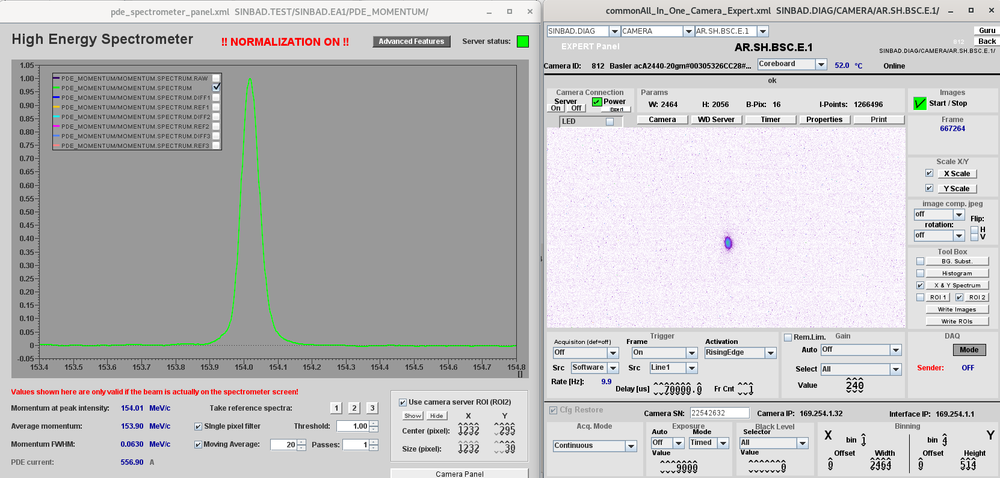 pde_spectrometer_panel.xml SINBAD.TEST/SINBAD.EA1/PDE_MOMENTUM/
High Energy Spectrometer
!! NORMALIZATION ON !!
Advanced Features
Server status:
1.05
1.00
0.95
0.90
0.85
0.80
0.75
0.70
0.65
0.60
0.55
0.50
0.45
0.40
0.35
0.30
0.25
0.20
0.15
0.10
0.05
0
-0.05
PDE_MOMENTUM/MOMENTUM.SPECTRUM.RAW
PDE_MOMENTUM/MOMENTUM.SPECTRUM
PDE_MOMENTUM/MOMENTUM.SPECTRUM.DIFF1
PDE_MOMENTUM/MOMENTUM.SPECTRUM.REF1
PDE_MOMENTUM/MOMENTUM.SPECTRUM.DIFF2
PDE_MOMENTUM/MOMENTUM.SPECTRUM.REF2
PDE_MOMENTUM/MOMENTUM.SPECTRUM.DIFF3
PDE_MOMENTUM/MOMENTUM.SPECTRUM.REF3
153.4 153.5 153.6 153.7 153.8 153.9 154.0 154.1 154.2 154.3 154.4 154.5 154.6 154.7 154.8
[]
Values shown here are only valid if the beam is actually on the spectrometer screen!
Momentum at peak intensity: 154.01 MeV/c
Average momentum: 153.90 MeV/c
Momentum FWHM: 0.0630 MeV/c
PDE current: 556.90 A
Take reference spectra: 1 2 3
SIngle pixel filter Threshold: 1.00
Moving Average: 20 Passes: 1
Use camera server ROI (ROI2)
Show Hide X Y
Center (pixel): 1232 295
Size (pixel): 1232 30
Camera Panel
commonAll_In_One_Camera_Expert.xml SINBAD.DIAG/CAMERA/AR.SH.BSC.E.1/
SINBAD.DIAG CAMERA AR.SH.BSC.E.1
Guru
EXPERT Panel
AR.SH.BSC.E.1
812
Back
SINBAD.DIAG/CAMERA/AR.SH.BSC.E.1/
Camera ID: 812 Basler acA2440-20gm#00305326CC28#... Coreboard 52.0 °C Online
ok
Camera Connection
Server Power
On Off Expert
Params
W: 2464 H: 2056 B-Pix: 16 I-Points: 1266496
Images
Start / Stop
LED
Camera WD Server Timer Properties Print
Frame
667264
Scale X/Y
X Scale
Y Scale
image comp. jpeg
off
Flip:
rotation:
H
off
V
Tool Box
BG. Subst.
Histogram
X & Y Spectrum
ROI 1 ROI 2
Write Images
Write ROIs
Trigger
Acquisiton (def=off) Frame Activation
Off On RisingEdge
Src Software Src Line1
Rate [Hz]: 9.9
Delay [us] 70000.0 Fr Cnt 1
Rem.Lim. Gain
Auto Off
Select All
Value 240
DAQ
Mode
Sender: OFF
Cfg Restore
Camera SN: 22542632 Camera IP: 169.254.1.32 Interface IP: 169.254.1.1
Acq. Mode
Continuous
Exposure
Auto Mode
Off Timed
Value
9000
Black Level
Selector
All
Value
0
Binning
X bin 1 bin 4 Y
Offset Width Offset Height
0 2464 0 514